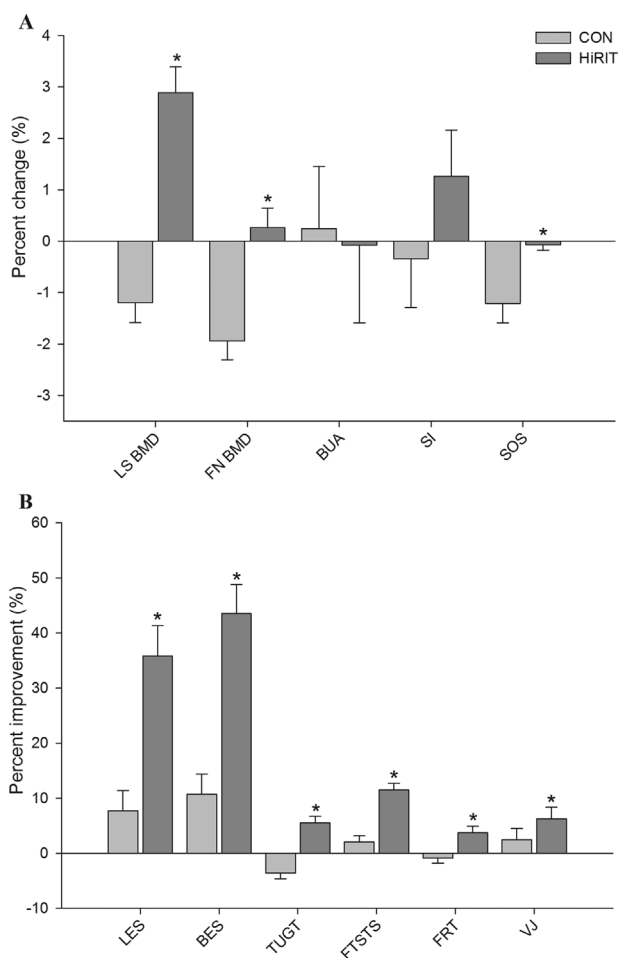 A
CON
HiRIT
Percent change (%)
4
3
2
1
0
-1
-2
-3
*
*
*
LS BMD
FN BMD
BUA
SI
SOS
B
Percent improvement (%)
60
50
40
30
20
10
0
-10
*
*
*
*
*
*
LES
BES
TUGT
FTSTS
FRT
VJ